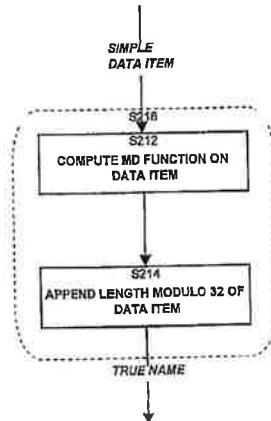 SIMPLE
DATA ITEM
S216
S212
COMPUTE MD FUNCTION ON
DATA ITEM
S214
APPEND LENGTH MODULO 32 OF
DATA ITEM
TRUE NAME